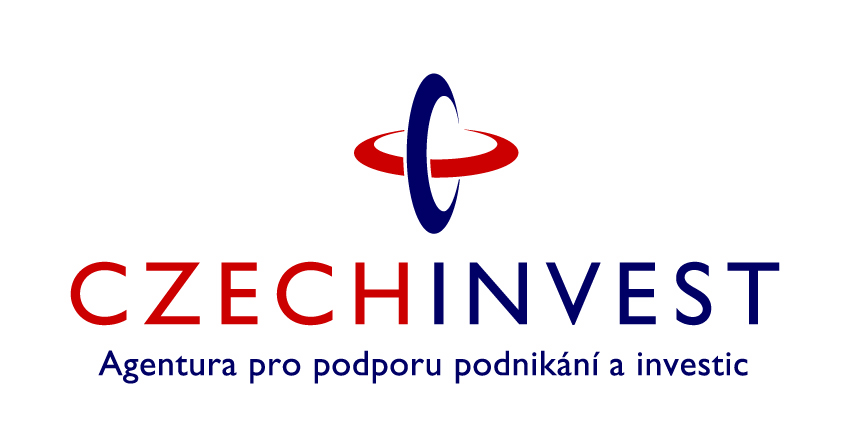 CZECHINVEST
Agentura pro podporu podnikání a investic